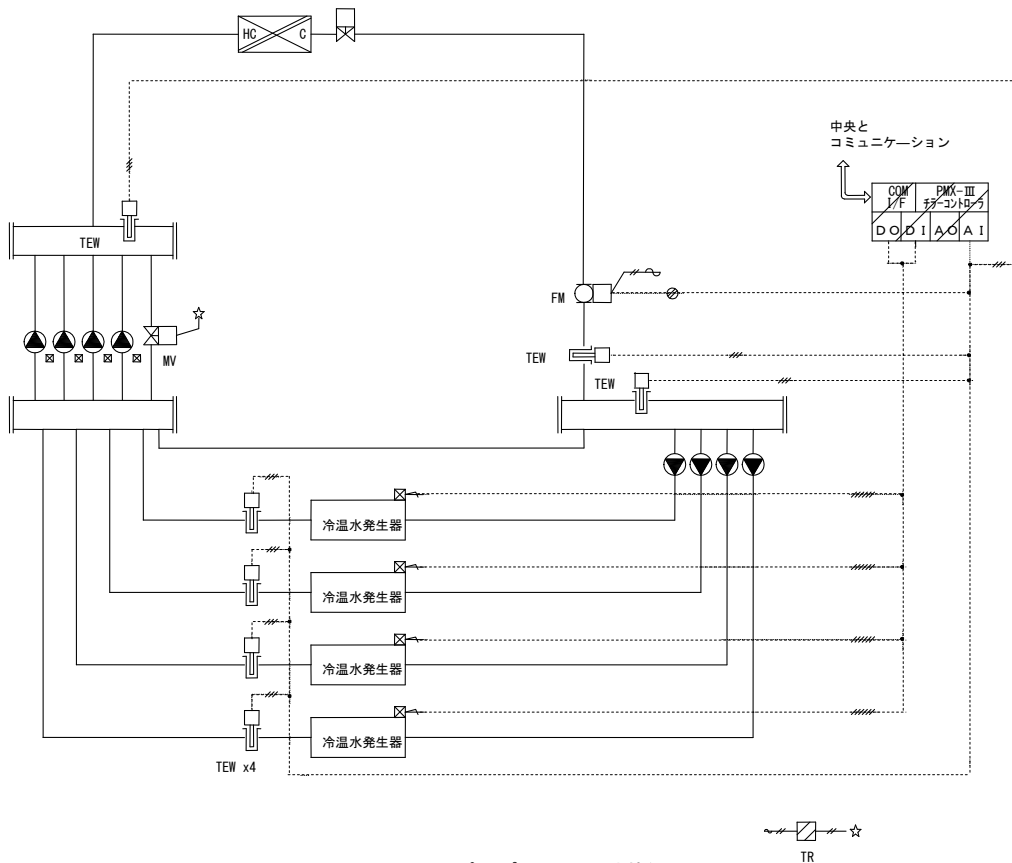 HC C
中央と
コミュニケーション
COM PMX-Ⅲ
I/F チラーコントローラ
DO DI AO AI
TEW
FM
MV
TEW
TEW
冷温水発生器
冷温水発生器
冷温水発生器
冷温水発生器
TEW x4
TR